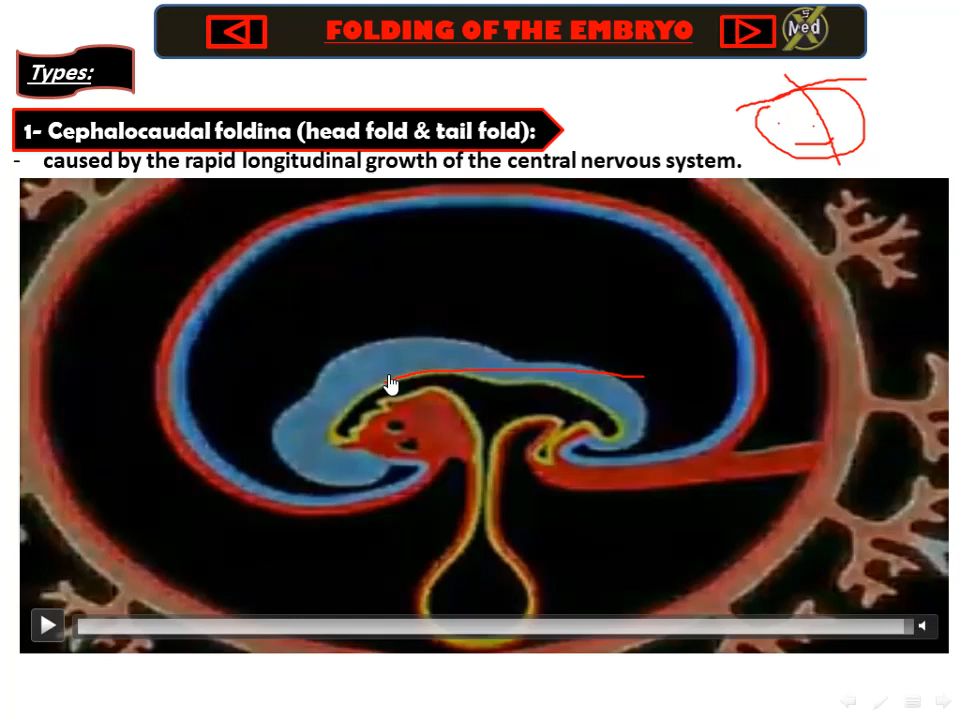 FOLDING OF THE EMBRYO
Med
Types:
1- Cephalocaudal foldina (head fold & tail fold):
- caused by the rapid longitudinal growth of the central nervous system.